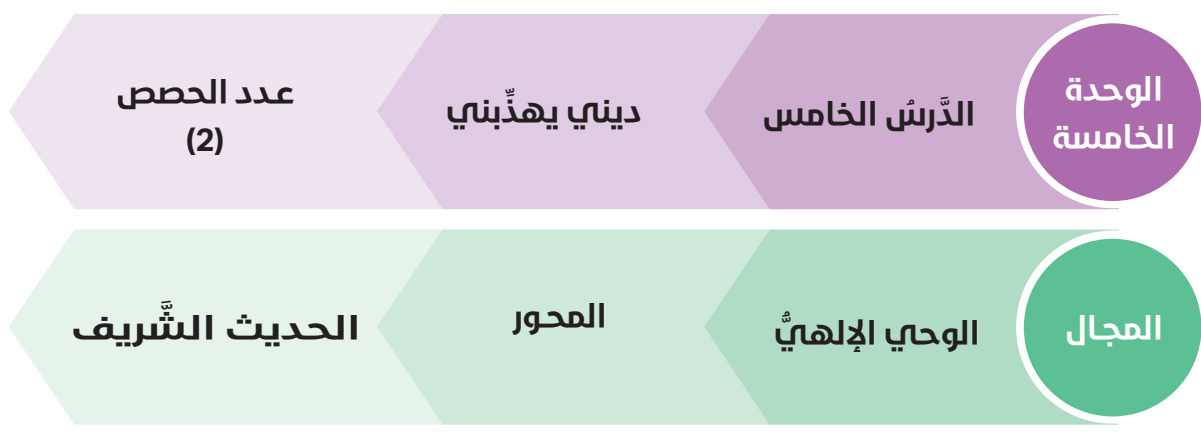 الوحدة
الخامسة
الدَّرسُ الخامس
ديني يهذِّبني
عدد الحصص
(2)
المجال
الوحي الإلهيُّ
المحور
الحديث الشَّريف